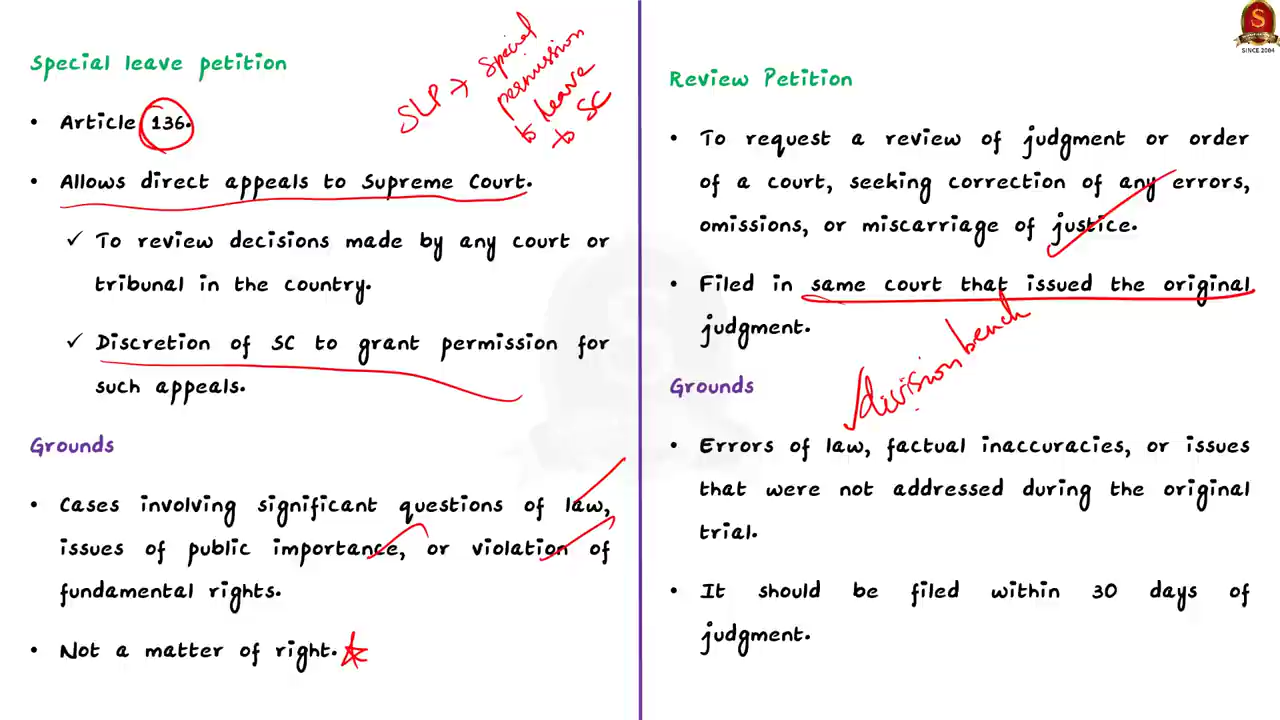 Special leave petition
• Article 136.
• Allows direct appeals to Supreme Court.
✓ To review decisions made by any court or
tribunal in the country.
✓ Discretion of SC to grant permission for
such appeals.
Grounds
• Cases involving significant questions of law,
issues of public importance, or violation of
fundamental rights.
• Not a matter of right.
SLP → Special
permission
to leave
to SC
Review Petition
• To request a review of judgment or order
of a court, seeking correction of any errors,
omissions, or miscarriage of justice.
• Filed in same court that issued the original
judgment.
division bench
Grounds
• Errors of law, factual inaccuracies, or issues
that were not addressed during the original
trial.
• It should be filed within 30 days of
judgment.
S
SINCE 2004